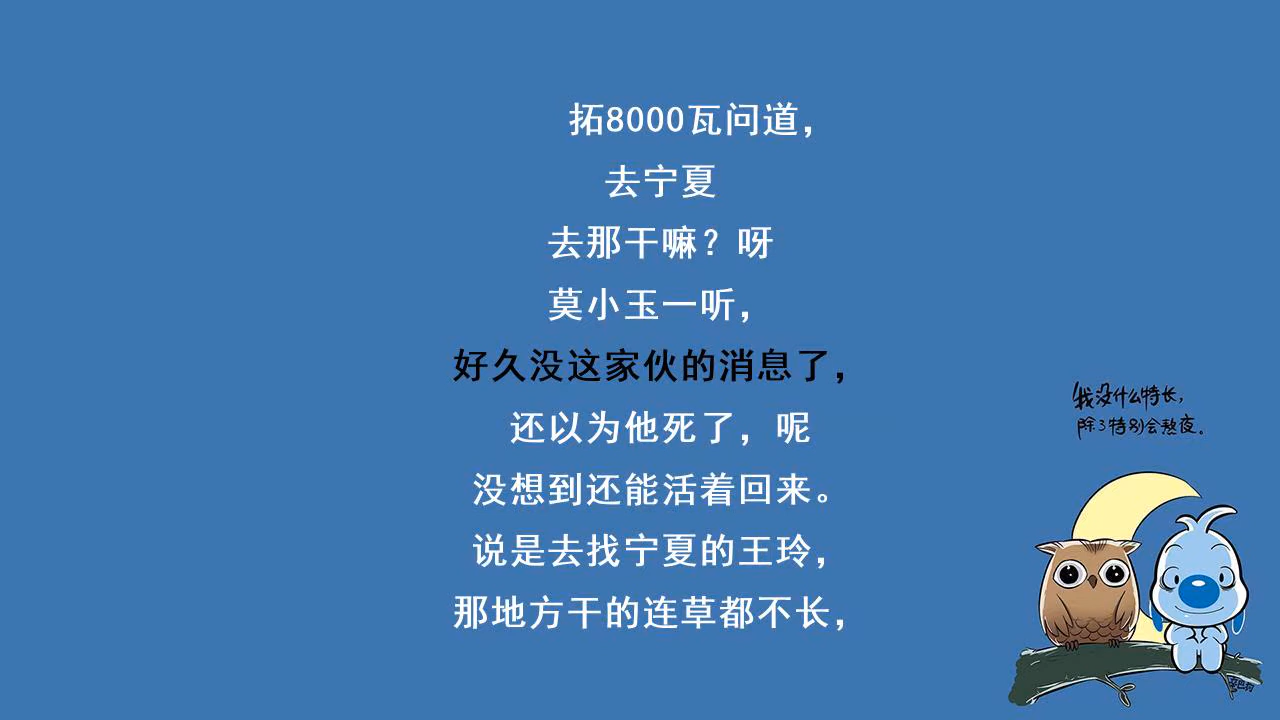 拓8000瓦问道,
去宁夏
去那干嘛？呀
莫小玉一听,
好久没这家伙的消息了,
还以为他死了，呢
没想到还能活着回来。
说是去找宁夏的王玲,
那地方干的连草都不长,
我没什么特长,
除了特别会熬夜。